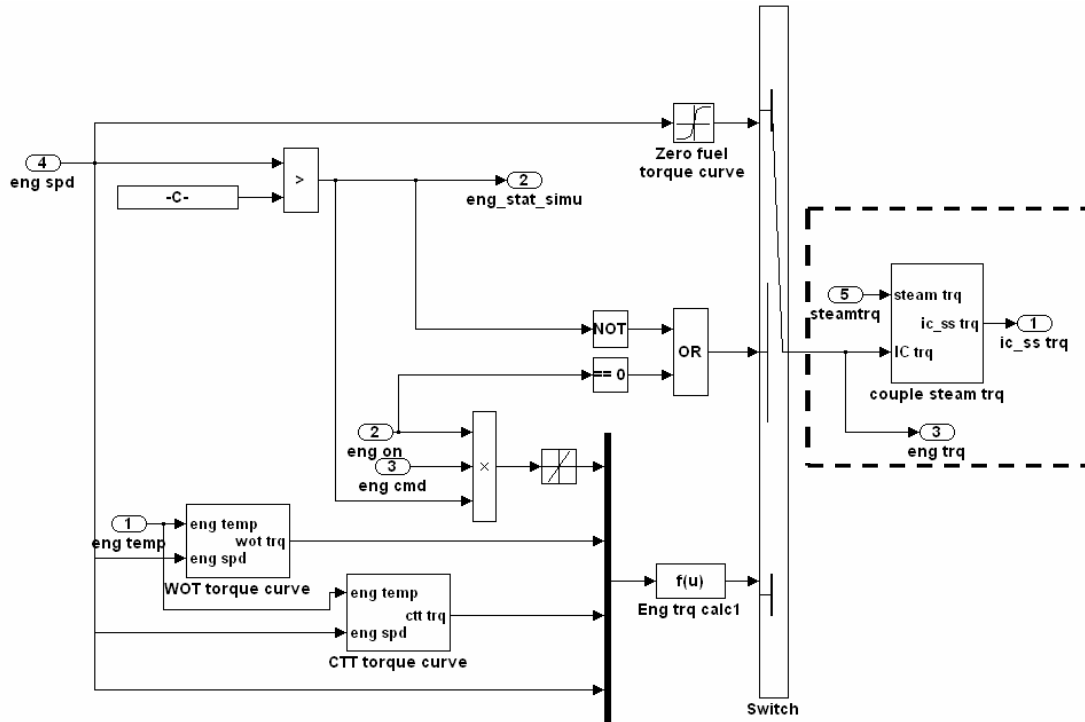 Zero fuel
torque curve
4
eng spd
>
-C-
2
eng_stat_simu
NOT
== 0
OR
5
steamtrq
steam trq
ic_ss trq
IC trq
couple steam trq
1
ic_ss trq
3
eng trq
2
eng on
3
eng cmd
×
1
eng temp
eng temp
wot trq
eng spd
WOT torque curve
eng temp
ctt trq
eng spd
CTT torque curve
f(u)
Eng trq calc1
Switch